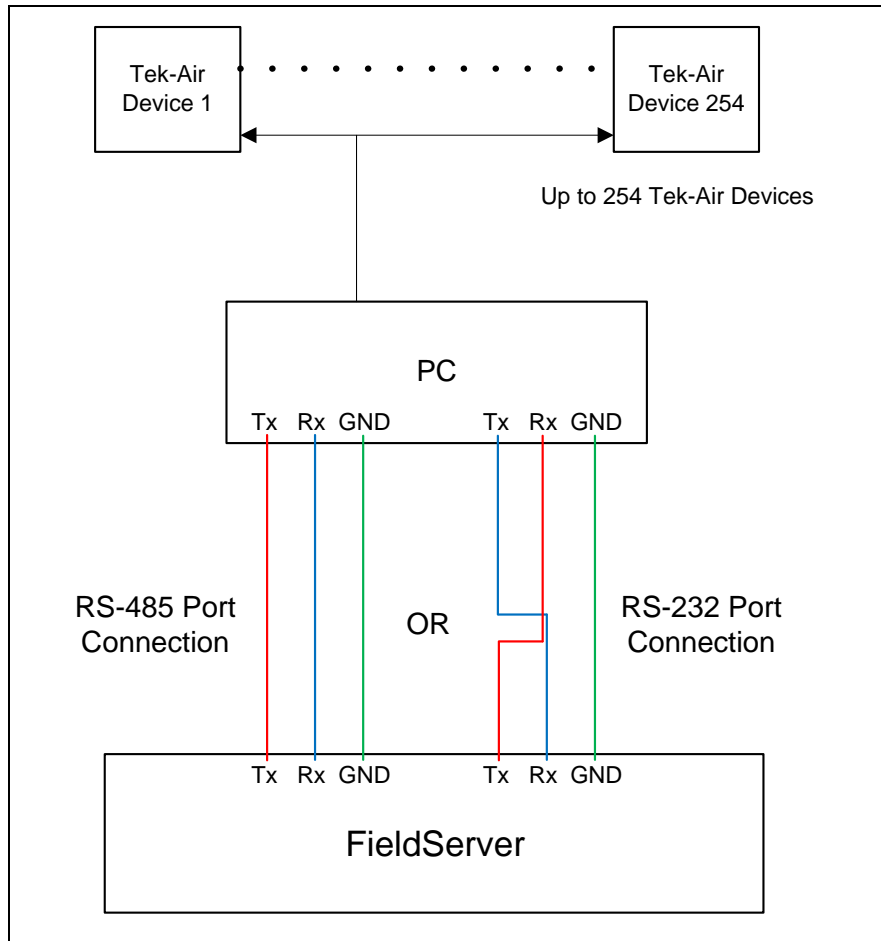 Tek-Air
Device 1
Tek-Air
Device 254
Up to 254 Tek-Air Devices
PC
Tx Rx GND Tx Rx GND
RS-485 Port
Connection
OR
RS-232 Port
Connection
Tx Rx GND Tx Rx GND
FieldServer